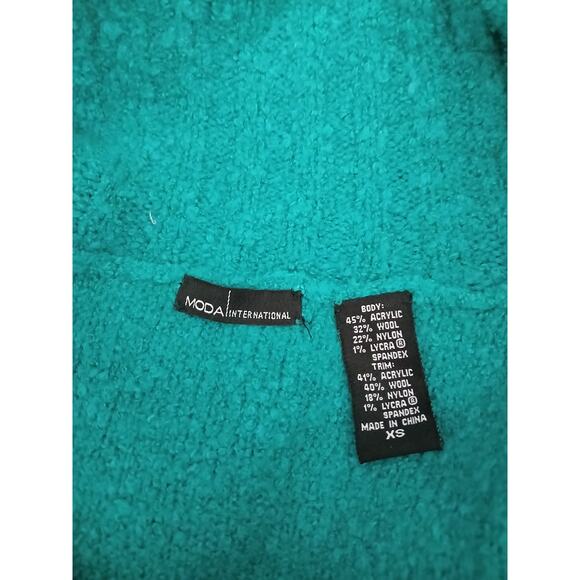 MODA INTERNATIONAL
BODY:
45% ACRYLIC
32% WOOL
22% NYLON
1% LYCRA®
SPANDEX
TRIM:
41% ACRYLIC
40% WOOL
18% NYLON
1% LYCRA®
SPANDEX
MADE IN CHINA
XS